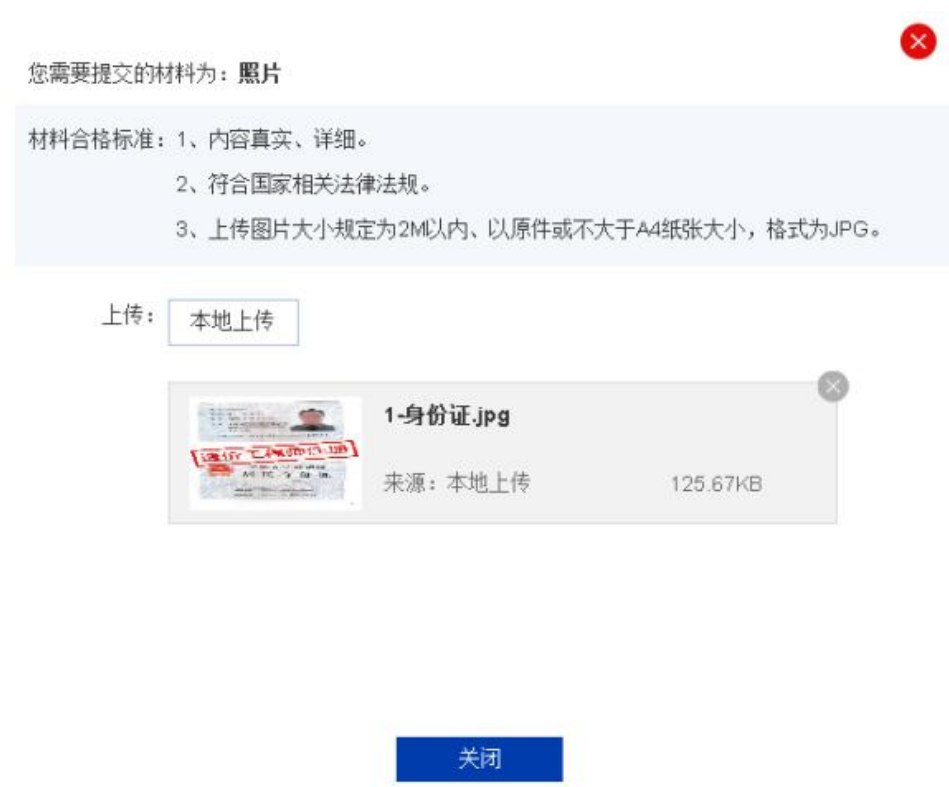 您需要提交的材料为：照片
材料合格标准：1、内容真实、详细。
2、符合国家相关法律法规。
3、上传图片大小规定为2M以内、以原件或不大于A4纸张大小，格式为JPG。
上传：
本地上传
1-身份证.jpg
来源：本地上传 125.67KB
关闭